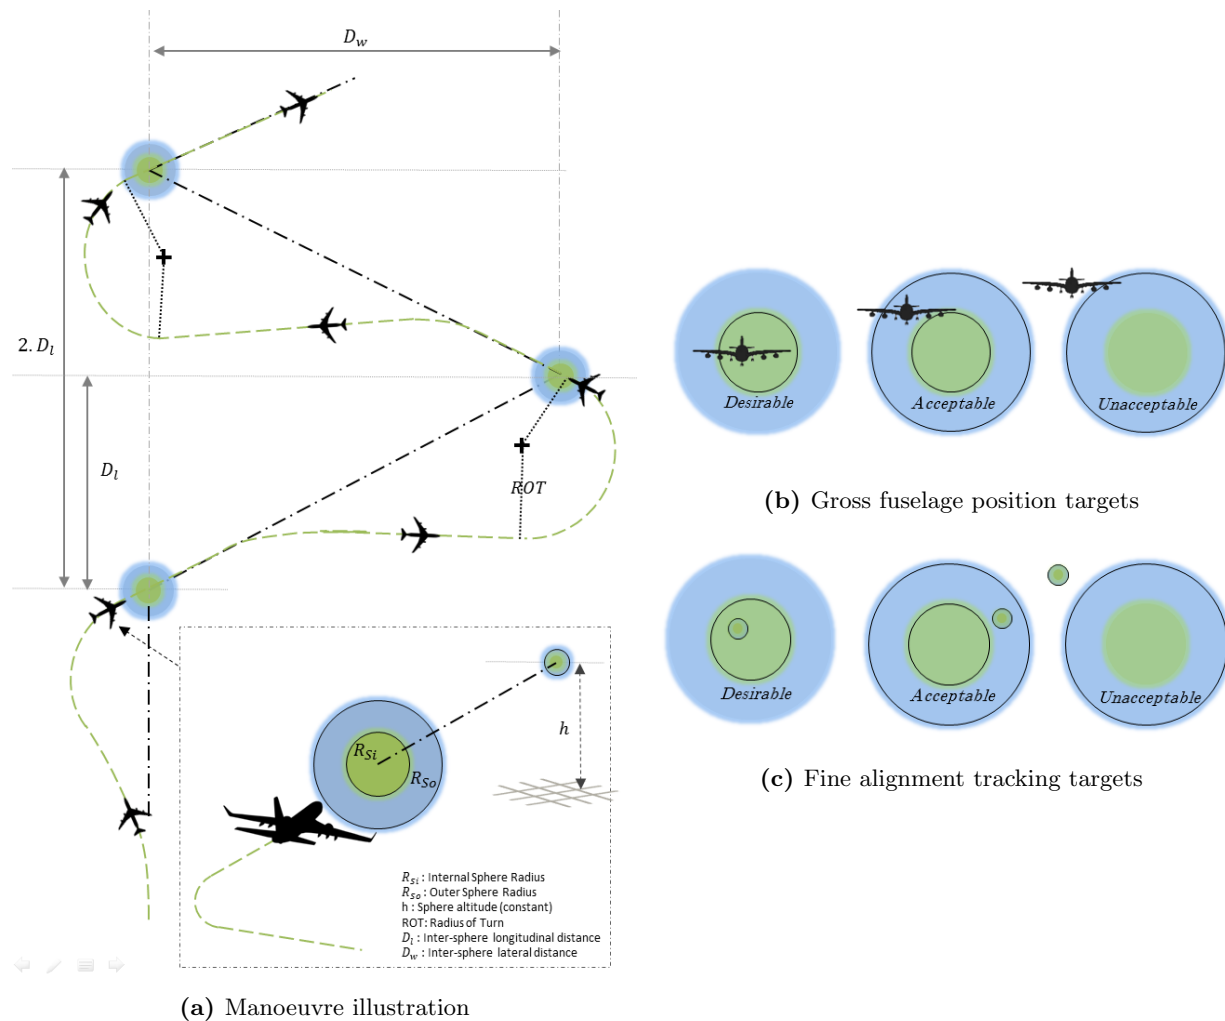 D_w
2. D_l
D_l
ROT
R_Si
R_So
h
R_Si : Internal Sphere Radius
R_So : Outer Sphere Radius
h : Sphere altitude (constant)
ROT: Radius of Turn
D_l : Inter-sphere longitudinal distance
D_w : Inter-sphere lateral distance
(a) Manoeuvre illustration
Desirable
Acceptable
Unacceptable
(b) Gross fuselage position targets
Desirable
Acceptable
Unacceptable
(c) Fine alignment tracking targets